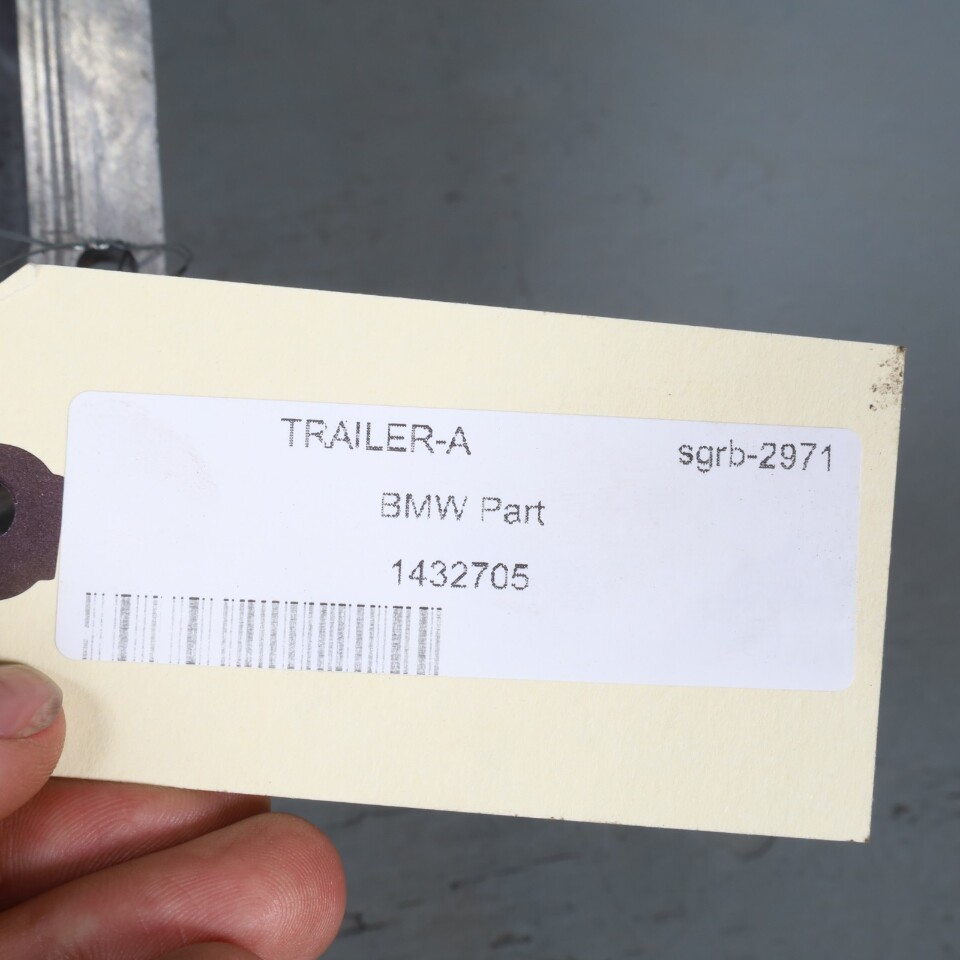 TRAILER-A sgrb-2971
BMW Part
1432705